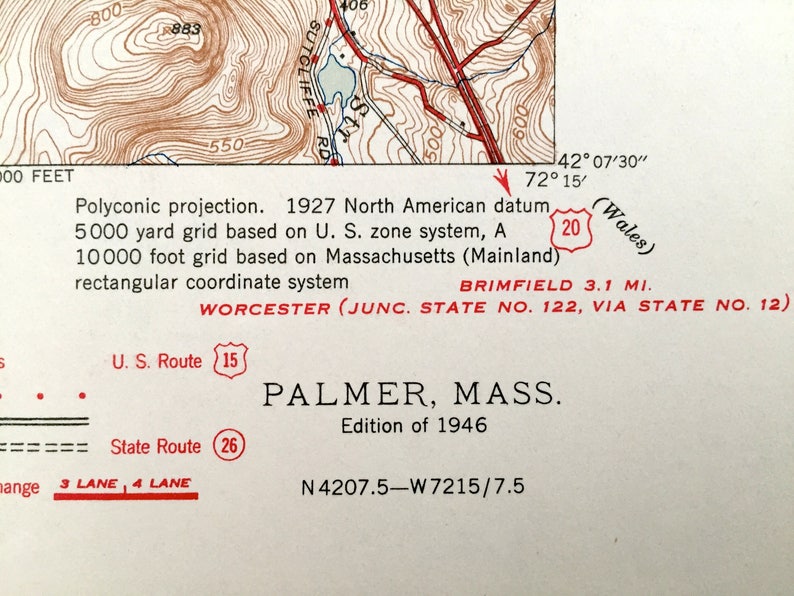 406
883
SUTCLIFFE RD
800
600
550
500
Str
42° 07'30"
000 FEET
72° 15'
Polyconic projection. 1927 North American datum
5000 yard grid based on U. S. zone system, A
10000 foot grid based on Massachusetts (Mainland)
rectangular coordinate system
20
(Wales)
BRIMFIELD 3.1 MI.
WORCESTER (JUNC. STATE NO. 122, VIA STATE NO. 12)
s
U. S. Route 15
PALMER, MASS.
Edition of 1946
State Route 26
hange 3 LANE 4 LANE
N4207.5—W7215/7.5